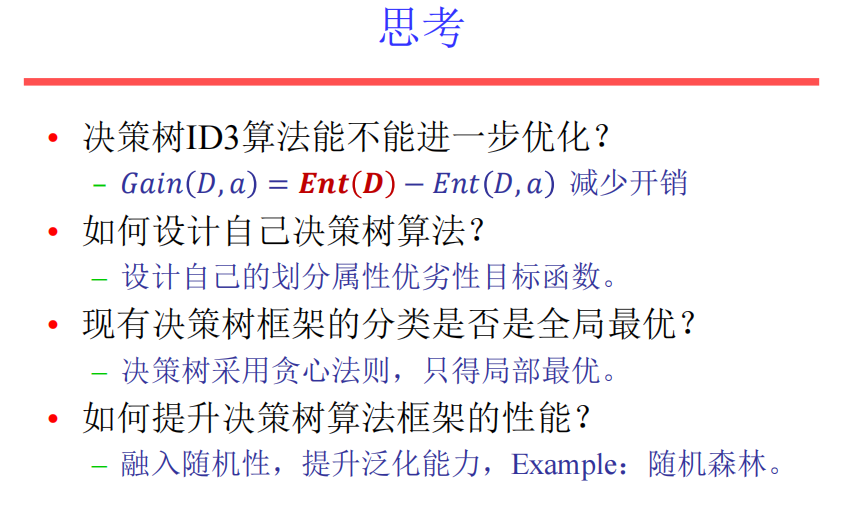 思考
• 决策树ID3算法能不能进一步优化？
– Gain(D, a) = Ent(D) − Ent(D, a) 减少开销
• 如何设计自己决策树算法？
– 设计自己的划分属性优劣性目标函数。
• 现有决策树框架的分类是否是全局最优？
– 决策树采用贪心法则，只得局部最优。
• 如何提升决策树算法框架的性能？
– 融入随机性，提升泛化能力，Example：随机森林。